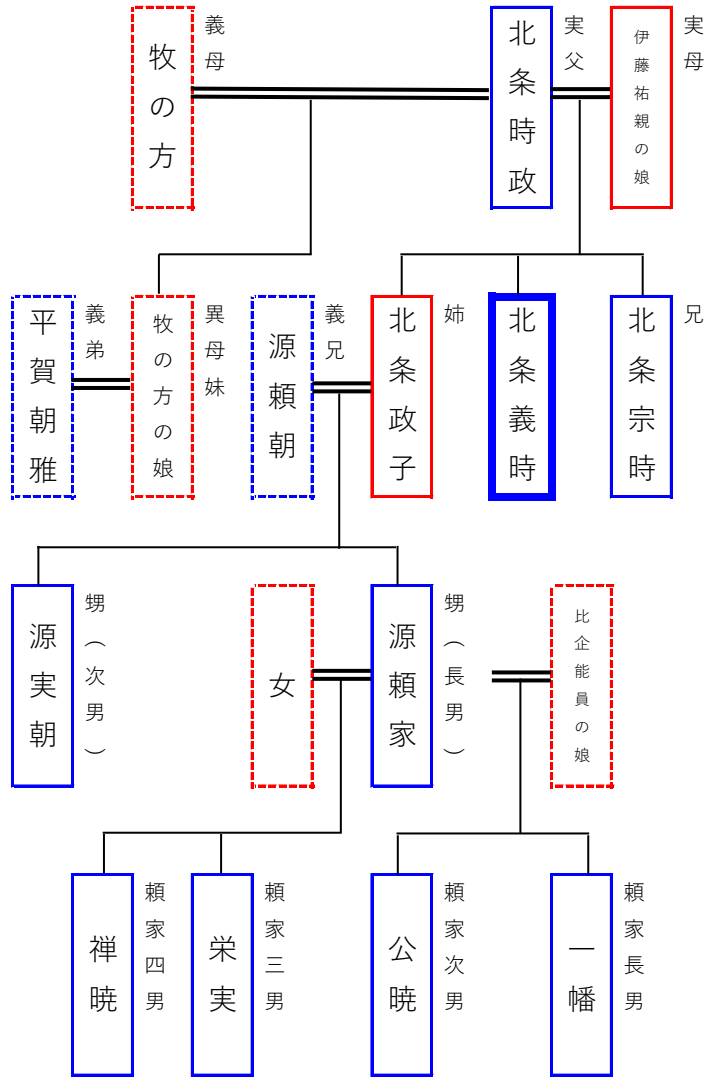 実母
伊藤祐親の娘
実父
北条時政
義母
牧の方
兄
北条宗時
北条義時
姉
北条政子
義兄
源頼朝
異母妹
牧の方の娘
義弟
平賀朝雅
比企能員の娘
甥（長男）
源頼家
女
甥（次男）
源実朝
頼家長男
一幡
頼家次男
公暁
頼家三男
栄実
頼家四男
禅暁